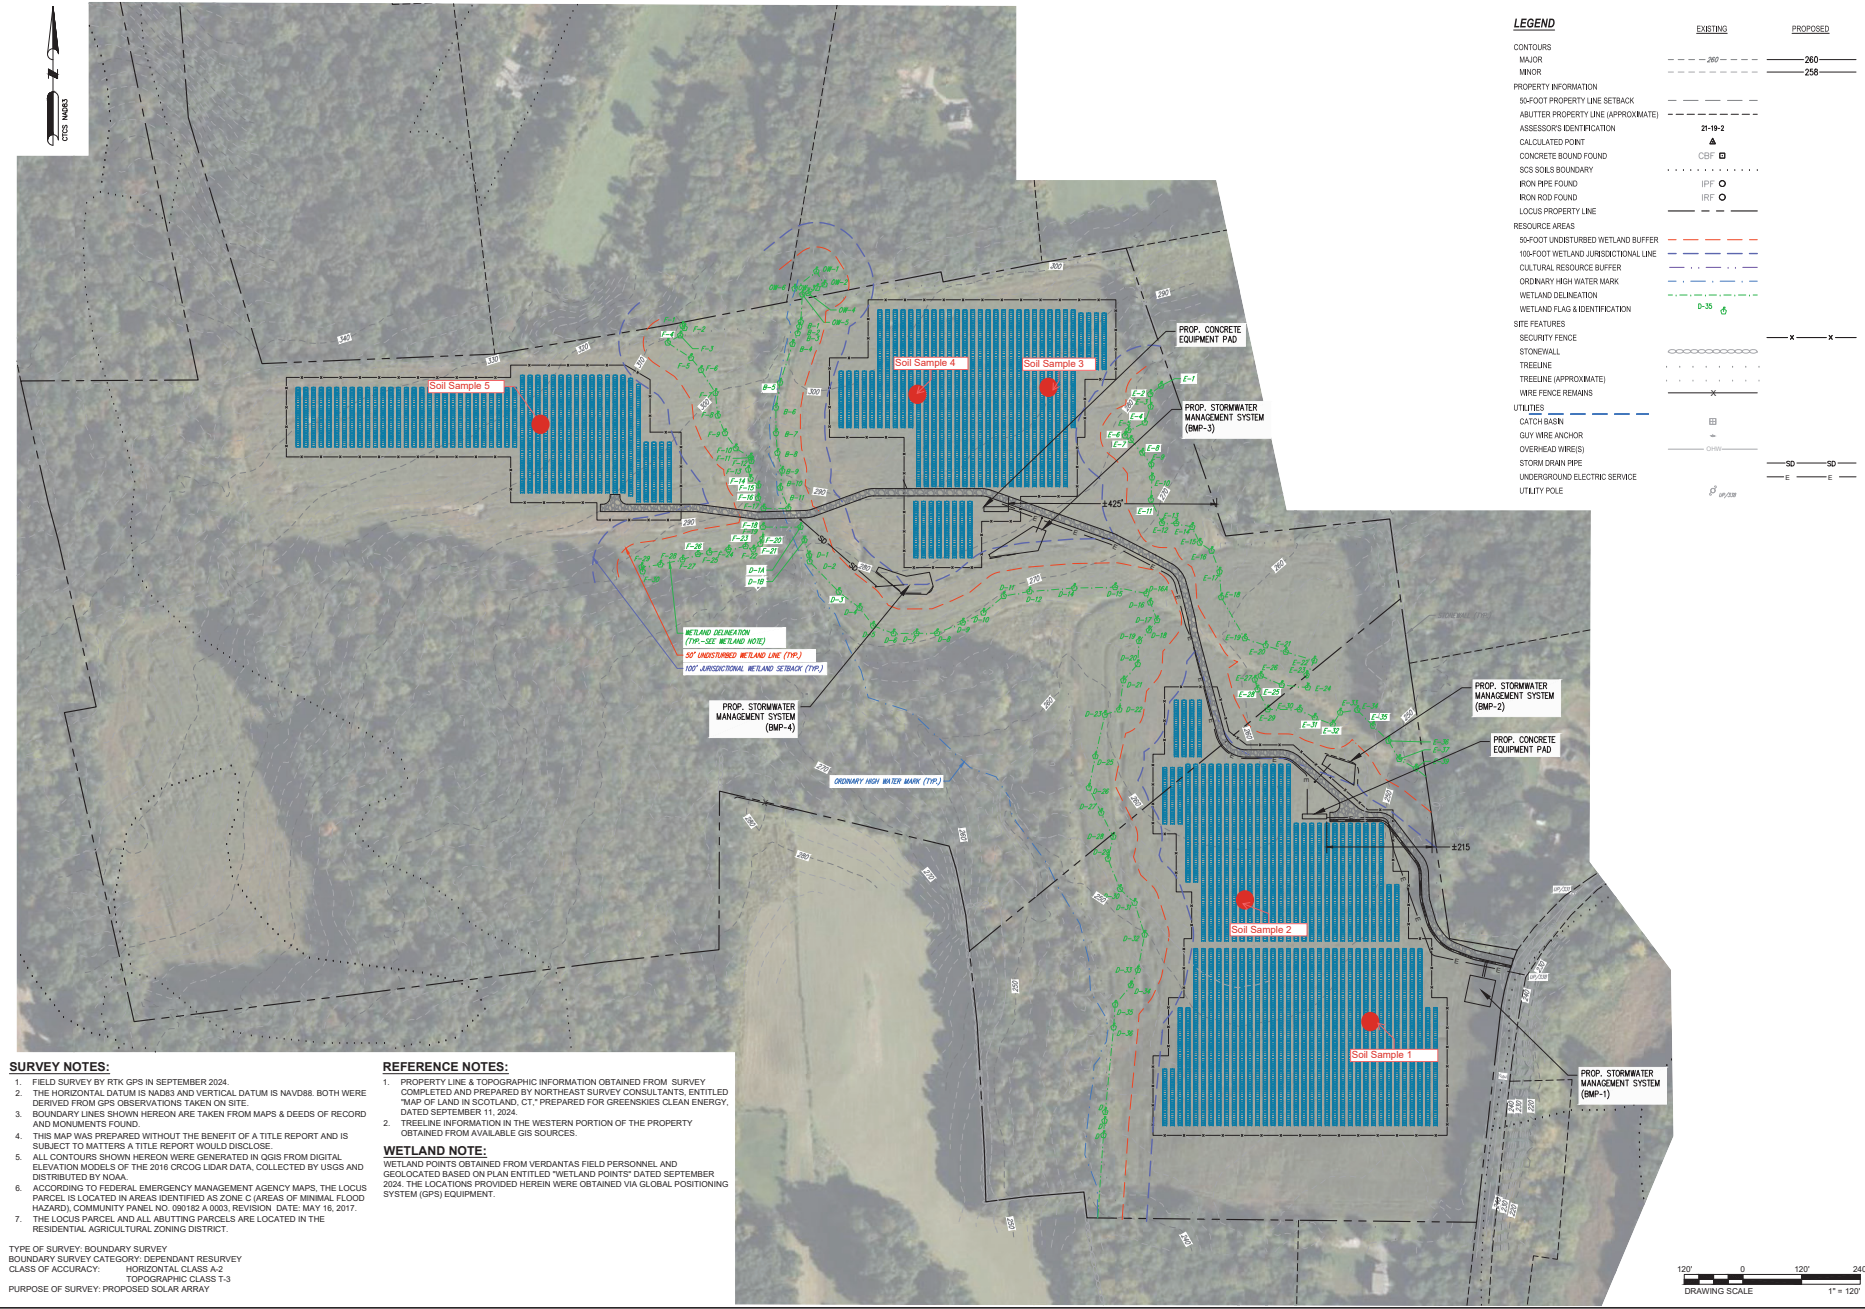 CTCS NAD83
LEGEND
EXISTING
PROPOSED
CONTOURS
MAJOR
260
260
MINOR
258
PROPERTY INFORMATION
50-FOOT PROPERTY LINE SETBACK
ABUTTER PROPERTY LINE (APPROXIMATE)
ASSESSOR'S IDENTIFICATION
21-19-2
CALCULATED POINT
CONCRETE BOUND FOUND
CBF
SCS SOILS BOUNDARY
IRON PIPE FOUND
IPF
IRON ROD FOUND
IRF
LOCUS PROPERTY LINE
RESOURCE AREAS
50-FOOT UNDISTURBED WETLAND BUFFER
100-FOOT WETLAND JURISDICTIONAL LINE
CULTURAL RESOURCE BUFFER
ORDINARY HIGH WATER MARK
WETLAND DELINEATION
WETLAND FLAG & IDENTIFICATION
D-35
SITE FEATURES
SECURITY FENCE
STONEWALL
TREELINE
TREELINE (APPROXIMATE)
WIRE FENCE REMAINS
UTILITIES
CATCH BASIN
GUY WIRE ANCHOR
OVERHEAD WIRE(S)
OHW
STORM DRAIN PIPE
SD SD
UNDERGROUND ELECTRIC SERVICE
E E
UTILITY POLE
UP/338
PROP. CONCRETE
EQUIPMENT PAD
PROP. STORMWATER
MANAGEMENT SYSTEM
(BMP-3)
Soil Sample 4
Soil Sample 3
Soil Sample 5
±425'
WETLAND DELINEATION
(TYP.-SEE WETLAND NOTE)
50' UNDISTURBED WETLAND LINE (TYP.)
100' JURISDICTIONAL WETLAND SETBACK (TYP.)
PROP. STORMWATER
MANAGEMENT SYSTEM
(BMP-4)
ORDINARY HIGH WATER MARK (TYP.)
PROP. STORMWATER
MANAGEMENT SYSTEM
(BMP-2)
PROP. CONCRETE
EQUIPMENT PAD
±215
Soil Sample 2
Soil Sample 1
PROP. STORMWATER
MANAGEMENT SYSTEM
(BMP-1)
SURVEY NOTES:
1. FIELD SURVEY BY RTK GPS IN SEPTEMBER 2024.
2. THE HORIZONTAL DATUM IS NAD83 AND VERTICAL DATUM IS NAVD88. BOTH WERE
DERIVED FROM GPS OBSERVATIONS TAKEN ON SITE.
3. BOUNDARY LINES SHOWN HEREON ARE TAKEN FROM MAPS & DEEDS OF RECORD
AND MONUMENTS FOUND.
4. THIS MAP WAS PREPARED WITHOUT THE BENEFIT OF A TITLE REPORT AND IS
SUBJECT TO MATTERS A TITLE REPORT WOULD DISCLOSE.
5. ALL CONTOURS SHOWN HEREON WERE GENERATED IN QGIS FROM DIGITAL
ELEVATION MODELS OF THE 2016 CRCOG LIDAR DATA, COLLECTED BY USGS AND
DISTRIBUTED BY NOAA.
6. ACCORDING TO FEDERAL EMERGENCY MANAGEMENT AGENCY MAPS, THE LOCUS
PARCEL IS LOCATED IN AREAS IDENTIFIED AS ZONE C (AREAS OF MINIMAL FLOOD
HAZARD), COMMUNITY PANEL NO. 090182 A 0003, REVISION DATE: MAY 16, 2017.
7. THE LOCUS PARCEL AND ALL ABUTTING PARCELS ARE LOCATED IN THE
RESIDENTIAL AGRICULTURAL ZONING DISTRICT.
TYPE OF SURVEY: BOUNDARY SURVEY
BOUNDARY SURVEY CATEGORY: DEPENDANT RESURVEY
CLASS OF ACCURACY: HORIZONTAL CLASS A-2
TOPOGRAPHIC CLASS T-3
PURPOSE OF SURVEY: PROPOSED SOLAR ARRAY
REFERENCE NOTES:
1. PROPERTY LINE & TOPOGRAPHIC INFORMATION OBTAINED FROM SURVEY
COMPLETED AND PREPARED BY NORTHEAST SURVEY CONSULTANTS, ENTITLED
"MAP OF LAND IN SCOTLAND, CT," PREPARED FOR GREENSKIES CLEAN ENERGY,
DATED SEPTEMBER 11, 2024.
2. TREELINE INFORMATION IN THE WESTERN PORTION OF THE PROPERTY
OBTAINED FROM AVAILABLE GIS SOURCES.
WETLAND NOTE:
WETLAND POINTS OBTAINED FROM VERDANTAS FIELD PERSONNEL AND
GEOLOCATED BASED ON PLAN ENTITLED "WETLAND POINTS" DATED SEPTEMBER
2024. THE LOCATIONS PROVIDED HEREIN WERE OBTAINED VIA GLOBAL POSITIONING
SYSTEM (GPS) EQUIPMENT.
120' 0 120' 240
DRAWING SCALE 1" = 120'